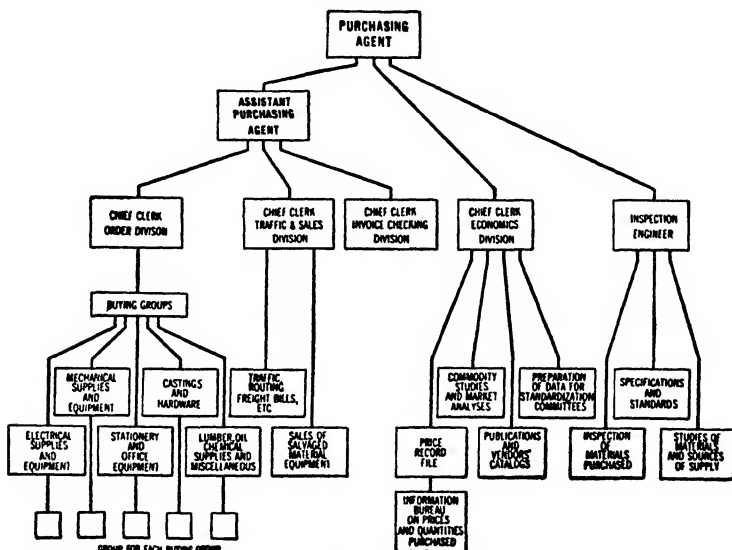 PURCHASING
AGENT
ASSISTANT
PURCHASING
AGENT
CHIEF CLERK
ORDER DIVISON
CHIEF CLERK
TRAFFIC & SALES
DIVISION
CHIEF CLERK
INVOICE CHECKING
DIVISION
CHIEF CLERK
ECONOMICS
DIVISION
INSPECTION
ENGINEER
BUYING GROUPS
MECHANICAL
SUPPLIES
AND
EQUIPMENT
CASTINGS
AND
HARDWARE
TRAFFIC
ROUTING
FREIGHT BILLS,
ETC
COMMODITY
STUDIES
AND MARKET
ANALYSES
PREPARATION
OF DATA FOR
STANDARDIZATION
COMMITTEES
SPECIFICATIONS
AND
STANDARDS
ELECTRICAL
SUPPLIES
AND
EQUIPMENT
STATIONERY
AND
OFFICE
EQUIPMENT
LUMBER, OIL
CHEMICAL
SUPPLIES AND
MISCELLANEOUS
SALES OF
SALVAGED
MATERIAL
EQUIPMENT
PRICE
RECORD
FILE
PUBLICATIONS
AND
VENDORS'
CATALOGS
INSPECTION
OF
MATERIALS
PURCHASED
STUDIES OF
MATERIALS
AND SOURCES
OF SUPPLY
INFORMATION
BUREAU
ON PRICES
AND QUANTITIES
PURCHASED
GROUP FOR EACH BUYING GROUP